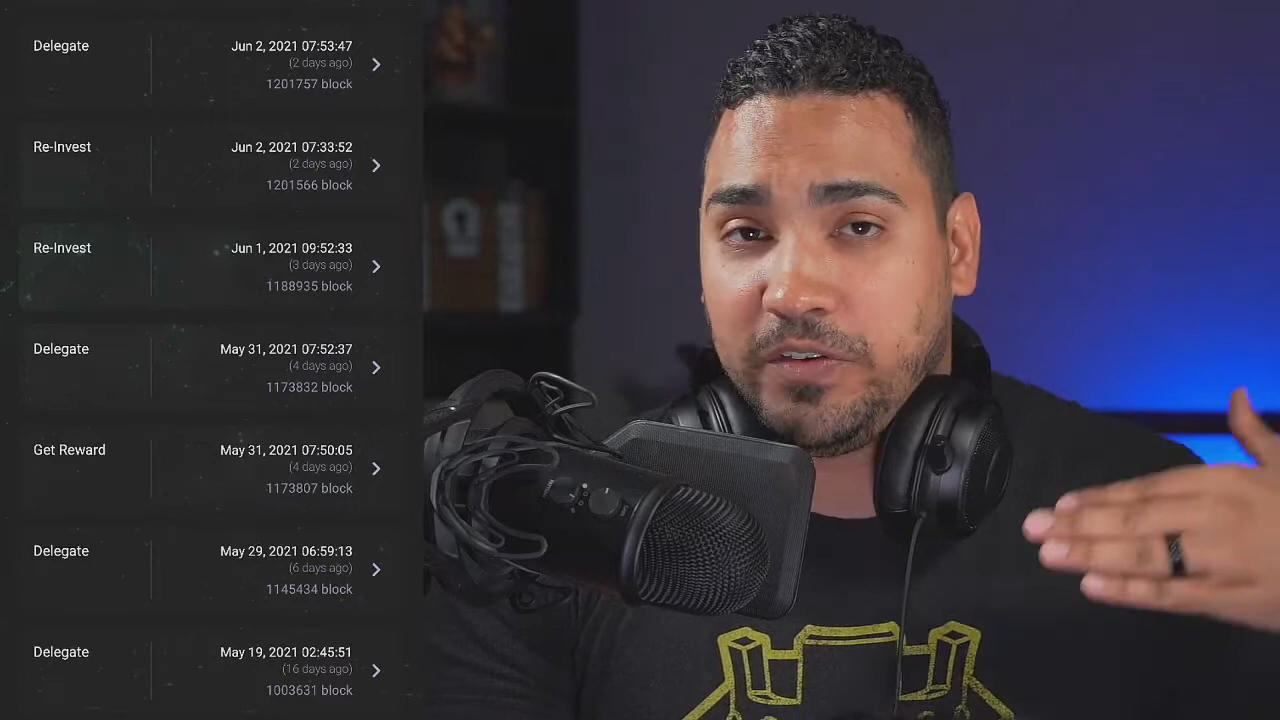 Delegate
Jun 2, 2021 07:53:47
(2 days ago)
1201757 block
Re-Invest
Jun 2, 2021 07:33:52
(2 days ago)
1201566 block
Re-Invest
Jun 1, 2021 09:52:33
(3 days ago)
1188935 block
Delegate
May 31, 2021 07:52:37
(4 days ago)
1173832 block
Get Reward
May 31, 2021 07:50:05
(4 days ago)
1173807 block
Delegate
May 29, 2021 06:59:13
(6 days ago)
1145434 block
Delegate
May 19, 2021 02:45:51
(16 days ago)
1003631 block